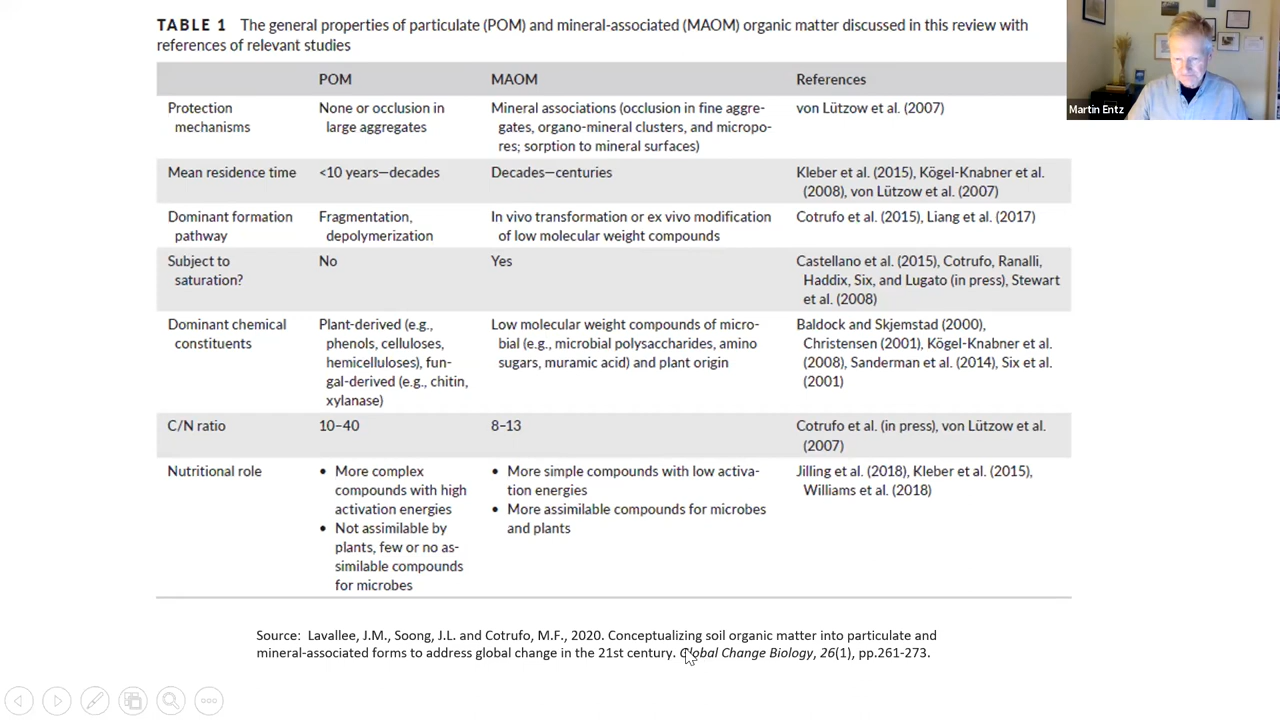 TABLE 1 The general properties of particulate (POM) and mineral-associated (MAOM) organic matter discussed in this review with
references of relevant studies
Martin Entz
POM MAOM References
Protection mechanisms
None or occlusion in large aggregates
Mineral associations (occlusion in fine aggre-
gates, organo-mineral clusters, and micropo-
res; sorption to mineral surfaces)
von Lützow et al. (2007)
Mean residence time
<10 years—decades
Decades—centuries
Kleber et al. (2015), Kögel-Knabner et al.
(2008), von Lützow et al. (2007)
Dominant formation
pathway
Fragmentation,
depolymerization
In vivo transformation or ex vivo modification
of low molecular weight compounds
Cotrufo et al. (2015), Liang et al. (2017)
Subject to
saturation?
No
Yes
Castellano et al. (2015), Cotrufo, Ranalli,
Haddix, Six, and Lugato (in press), Stewart
et al. (2008)
Dominant chemical
constituents
Plant-derived (e.g.,
phenols, celluloses,
hemicelluloses), fun-
gal-derived (e.g., chitin,
xylanase)
Low molecular weight compounds of micro-
bial (e.g., microbial polysaccharides, amino
sugars, muramic acid) and plant origin
Baldock and Skjemstad (2000),
Christensen (2001), Kögel-Knabner et al.
(2008), Sanderman et al. (2014), Six et al.
(2001)
C/N ratio
10–40
8–13
Cotrufo et al. (in press), von Lützow et al.
(2007)
Nutritional role
• More complex
compounds with high
activation energies
• Not assimilable by
plants, few or no as-
similable compounds
for microbes
• More simple compounds with low activa-
tion energies
• More assimilable compounds for microbes
and plants
Jilling et al. (2018), Kleber et al. (2015),
Williams et al. (2018)
Source: Lavallee, J.M., Soong, J.L. and Cotrufo, M.F., 2020. Conceptualizing soil organic matter into particulate and
mineral-associated forms to address global change in the 21st century. Global Change Biology, 26(1), pp.261-273.